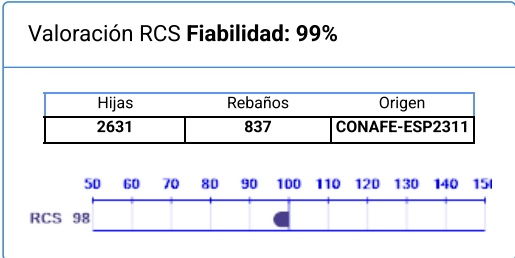 Valoración RCS Fiabilidad: 99%
Hijas Rebaños Origen
2631 837 CONAFE-ESP2311
50 60 70 80 90 100 110 120 130 140
RCS 98